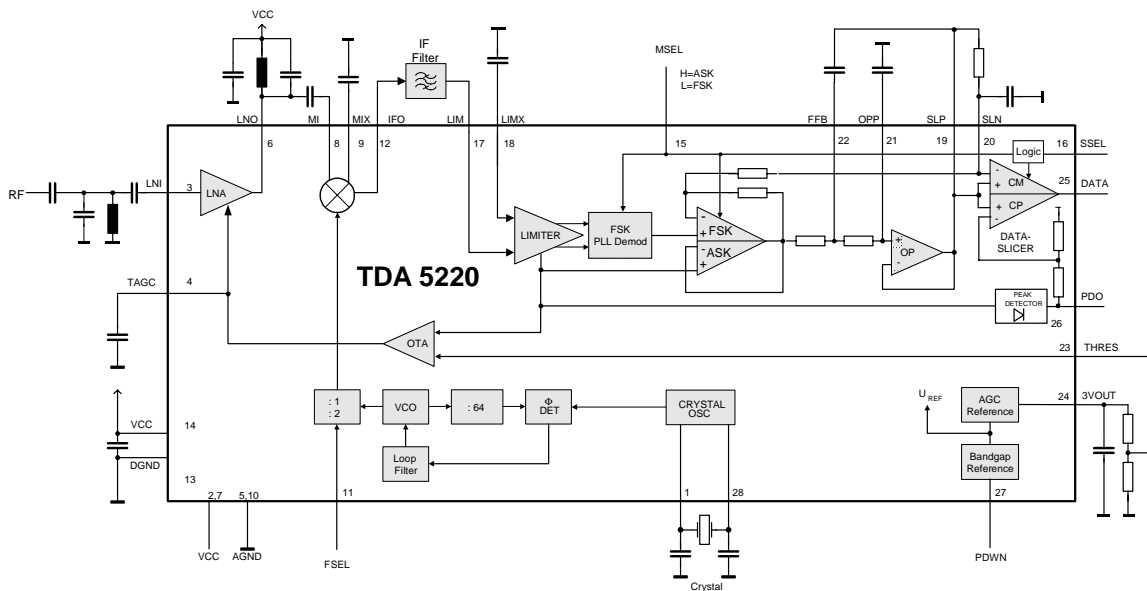 VCC
IF
Filter
MSEL
H=ASK
L=FSK
LNO
MI
MIX
IFO
LIM
LIMX
FFB
OPP
SLP
SLN
6
8
9
12
17
18
15
22
21
19
20
16
SSEL
Logic
RF
LNI
3
LNA
25
DATA
-
+
CM
+
CP
-
LIMITER
FSK
PLL Demod
-
+
FSK
-
ASK
+
+
OP
-
DATA-
SLICER
TDA 5220
TAGC
4
PEAK
DETECTOR
PDO
26
OTA
23
THRES
: 1
: 2
VCO
: 64
Φ
DET
CRYSTAL
OSC
U REF
AGC
Reference
24
3VOUT
VCC
14
DGND
Loop
Filter
Bandgap
Reference
13
2,7
5,10
11
1
28
27
VCC
AGND
FSEL
PDWN
Crystal